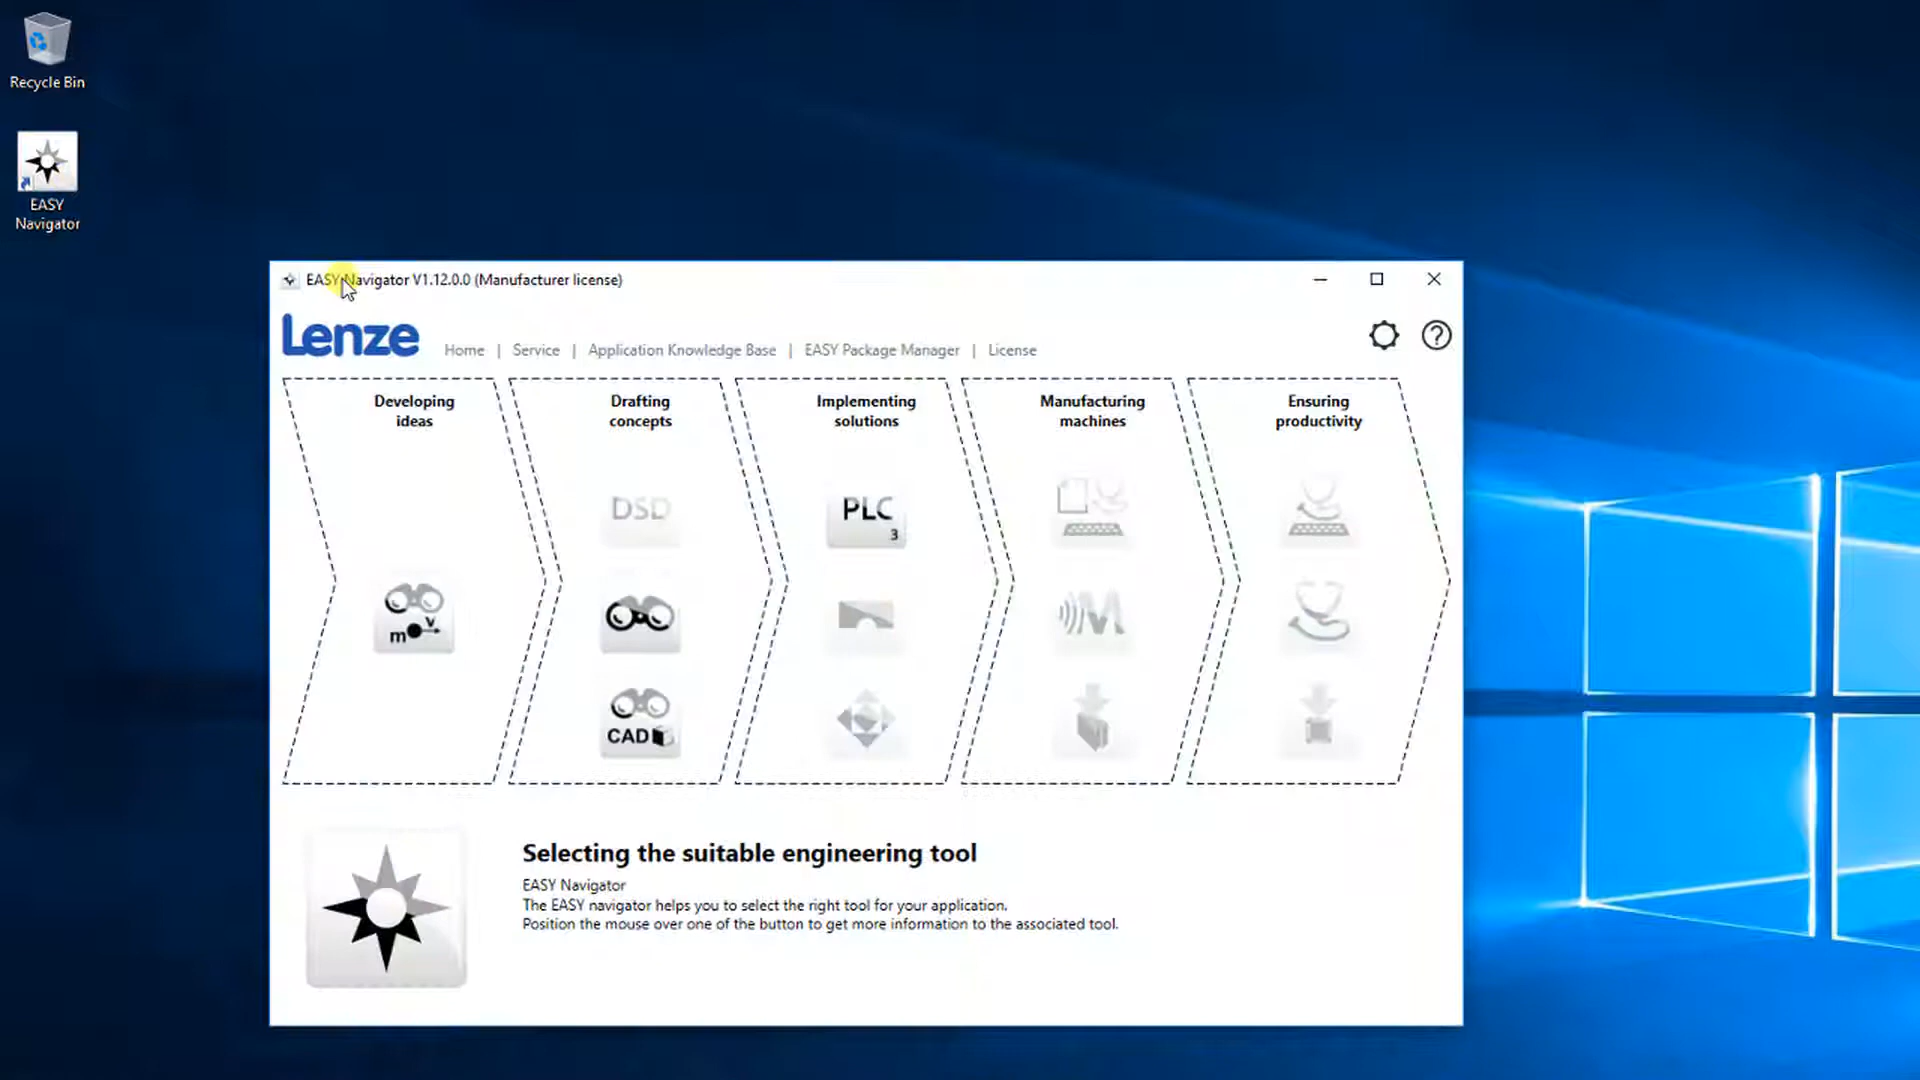 Recycle Bin
EASY
Navigator
EASY Navigator V1.12.0.0 (Manufacturer license)
Lenze
Home | Service | Application Knowledge Base | EASY Package Manager | License
Developing
ideas
Drafting
concepts
Implementing
solutions
Manufacturing
machines
Ensuring
productivity
DSD
PLC
3
m v
CAD
Selecting the suitable engineering tool
EASY Navigator
The EASY navigator helps you to select the right tool for your application.
Position the mouse over one of the button to get more information to the associated tool.